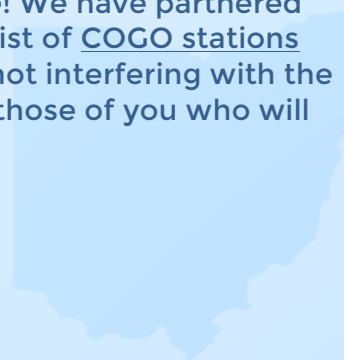 ! We have partnered
ist of COGO stations
not interfering with the
those of you who will